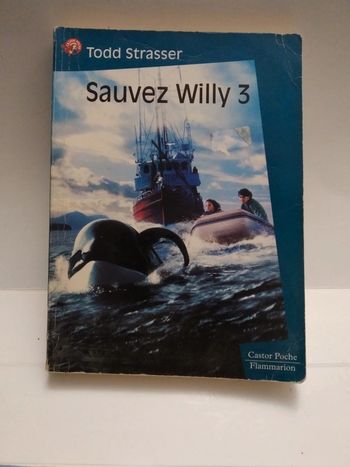 Todd Strasser
Sauvez Willy 3
Castor Poche
Flammarion